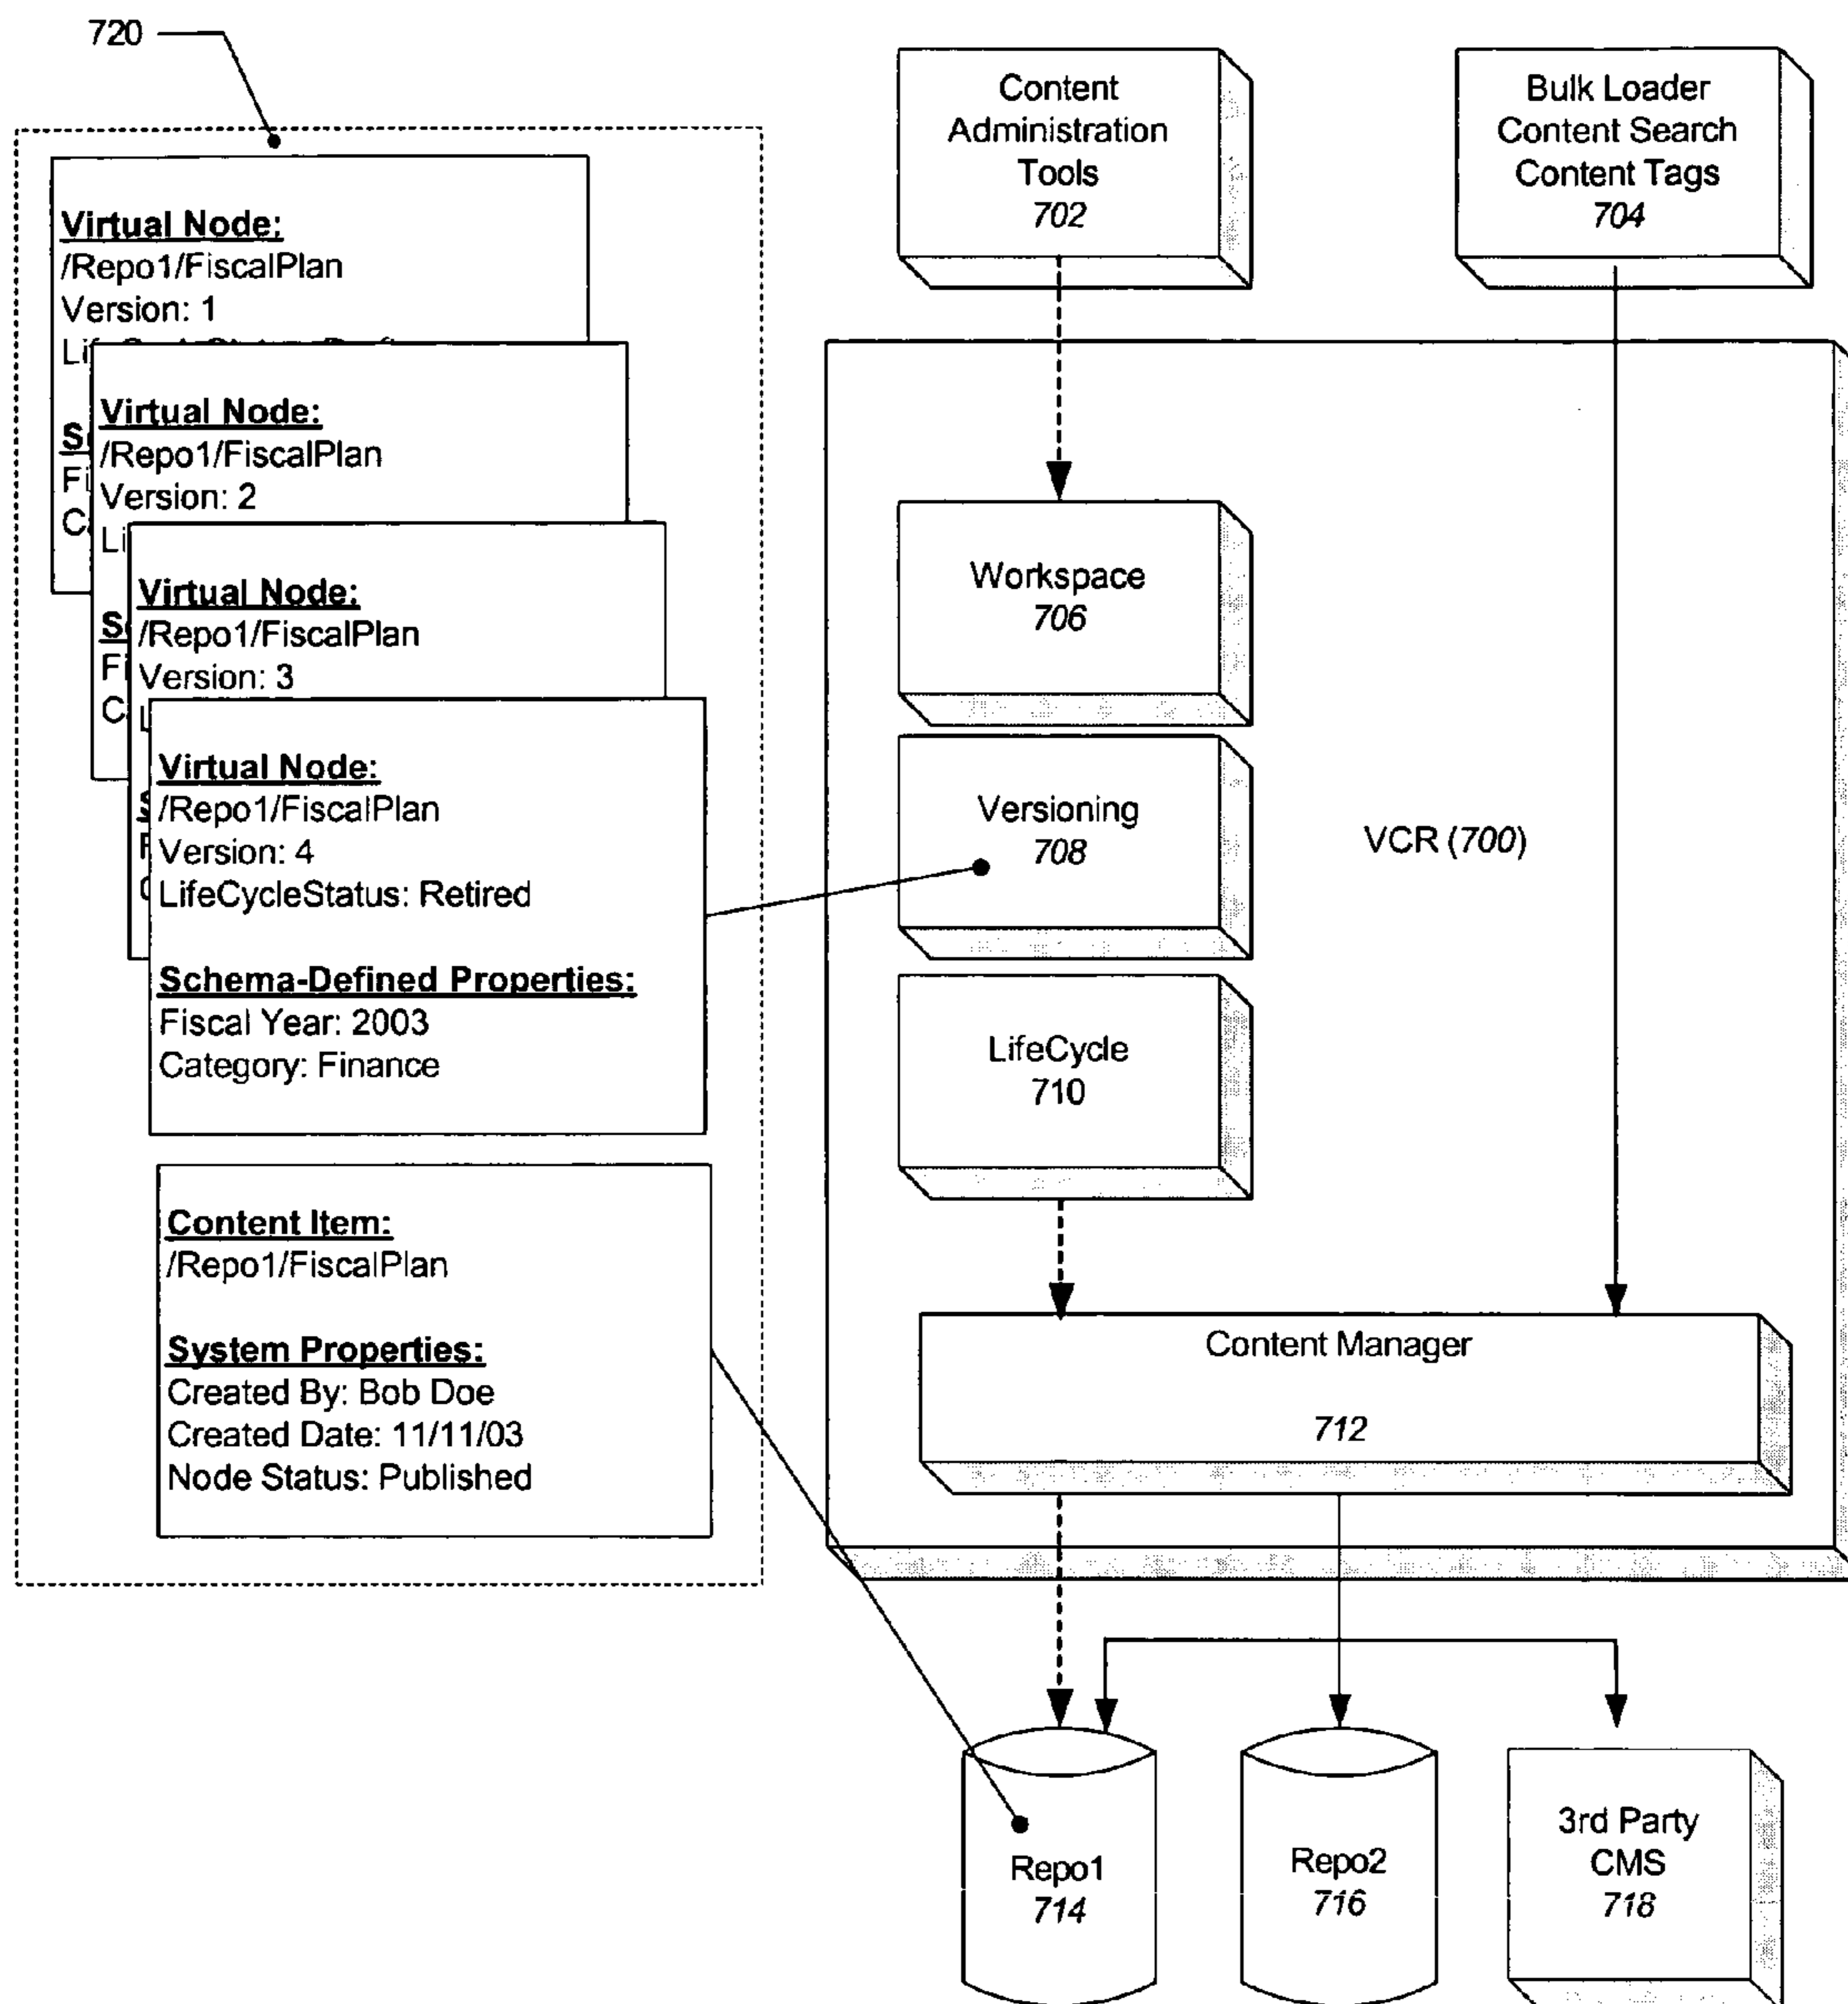 720
Virtual Node:
/Repo1/FiscalPlan
Version: 1
Virtual Node:
/Repo1/FiscalPlan
Version: 2
Virtual Node:
/Repo1/FiscalPlan
Version: 3
Virtual Node:
/Repo1/FiscalPlan
Version: 4
LifeCycleStatus: Retired
Schema-Defined Properties:
Fiscal Year: 2003
Category: Finance
Content Item:
/Repo1/FiscalPlan
System Properties:
Created By: Bob Doe
Created Date: 11/11/03
Node Status: Published
Content
Administration
Tools
702
Bulk Loader
Content Search
Content Tags
704
Workspace
706
Versioning
708
VCR (700)
LifeCycle
710
Content Manager
712
Repo1
714
Repo2
716
3rd Party
CMS
718